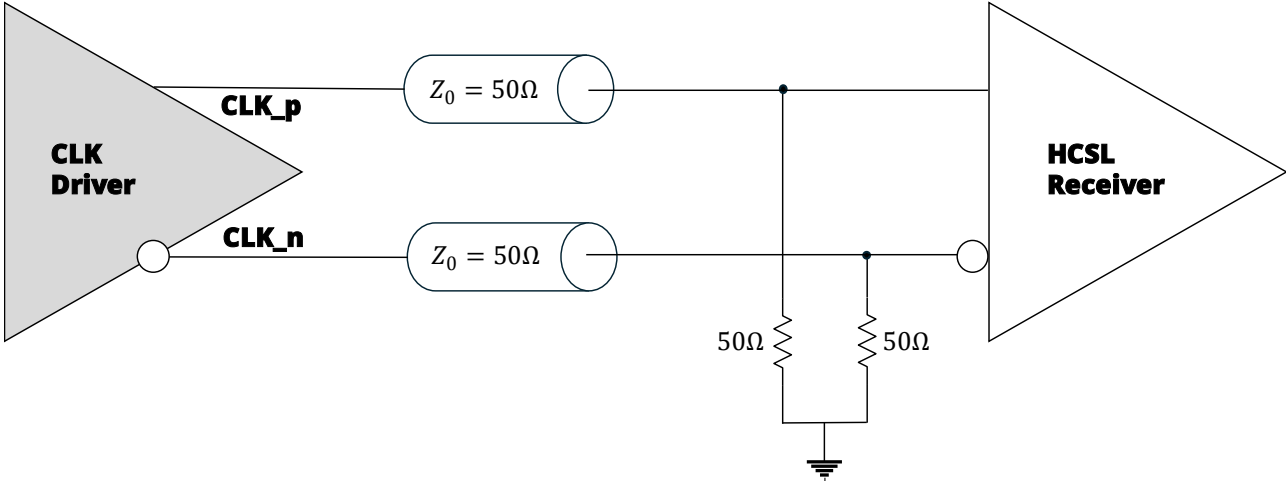 CLK_p
Z₀ = 50Ω
CLK
Driver
HCSL
Receiver
CLK_n
Z₀ = 50Ω
50Ω
50Ω